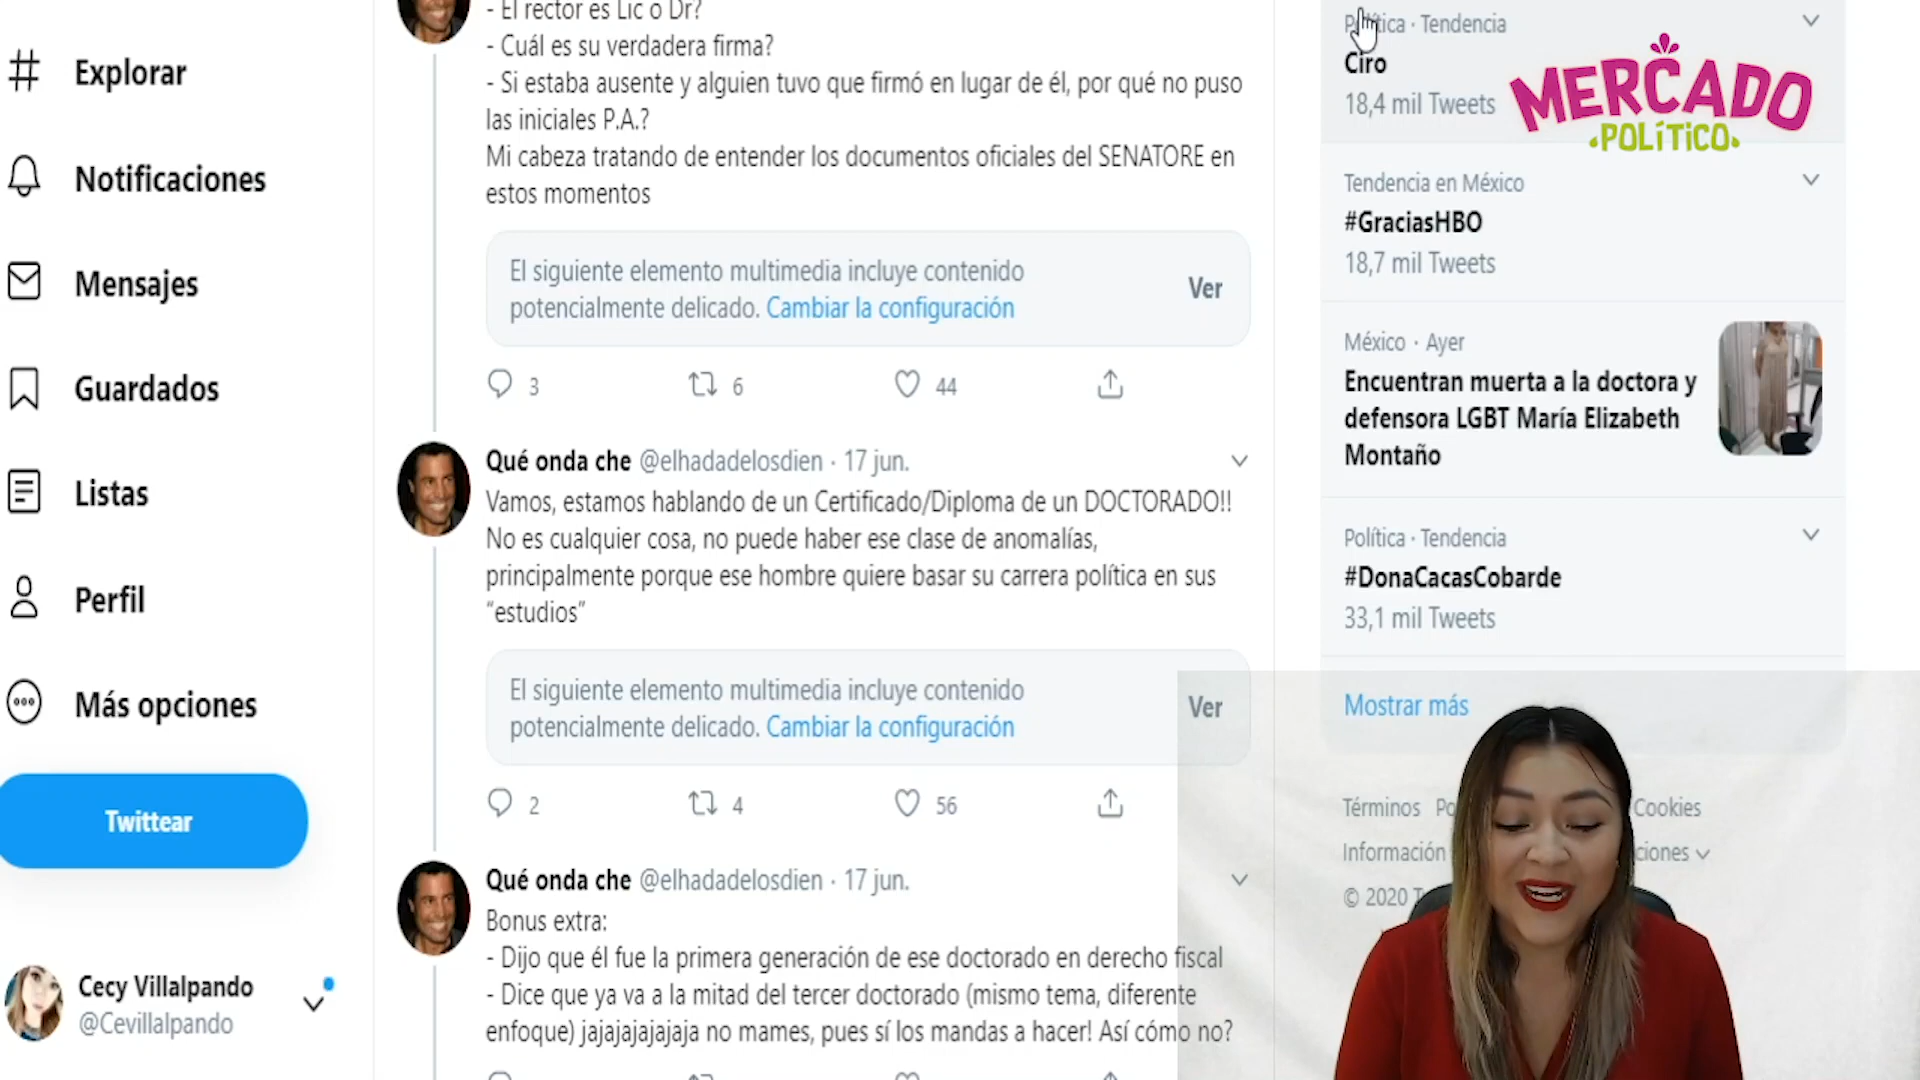 Explorar
Notificaciones
Mensajes
Guardados
Listas
Perfil
Más opciones
Twittear
Cecy Villalpando
@Cevillalpando
- El rector es Lic o Dr?
- Cuál es su verdadera firma?
- Si estaba ausente y alguien tuvo que firmó en lugar de él, por qué no puso
las iniciales P.A.?
Mi cabeza tratando de entender los documentos oficiales del SENATORE en
estos momentos
El siguiente elemento multimedia incluye contenido
potencialmente delicado. Cambiar la configuración
Ver
3 6 44
Qué onda che @elhadadelosdien · 17 jun.
Vamos, estamos hablando de un Certificado/Diploma de un DOCTORADO!!
No es cualquier cosa, no puede haber ese clase de anomalías,
principalmente porque ese hombre quiere basar su carrera política en sus
“estudios”
El siguiente elemento multimedia incluye contenido
potencialmente delicado. Cambiar la configuración
Ver
2 4 56
Qué onda che @elhadadelosdien · 17 jun.
Bonus extra:
- Dijo que él fue la primera generación de ese doctorado en derecho fiscal
- Dice que ya va a la mitad del tercer doctorado (mismo tema, diferente
enfoque) jajajajajajaja no mames, pues sí los mandas a hacer! Así cómo no?
Política · Tendencia
Ciro
18,4 mil Tweets
MERCADO
POLÍTICO
Tendencia en México
#GraciasHBO
18,7 mil Tweets
México · Ayer
Encuentran muerta a la doctora y
defensora LGBT María Elizabeth
Montaño
Política · Tendencia
#DonaCacasCobarde
33,1 mil Tweets
Mostrar más
Términos Cookies
Información
© 2020